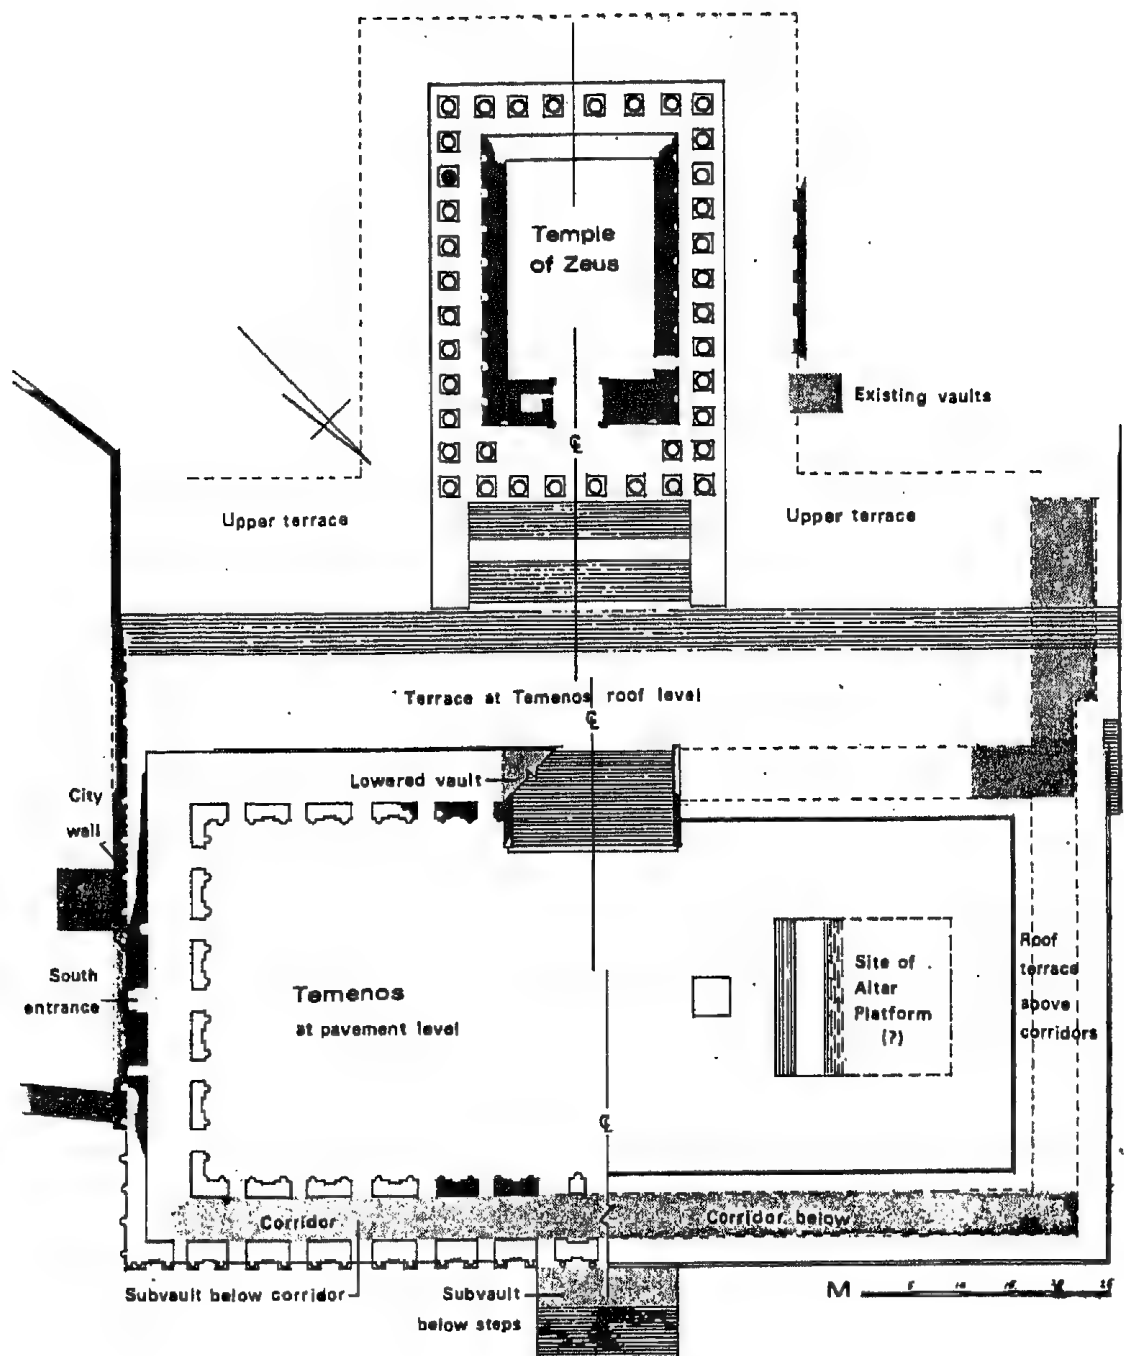 Temple
of Zeus
Existing vaults
Upper terrace
Upper terrace
Terrace at Temenos roof level
Lowered vault
City
wall
South
entrance
Temenos
at pavement level
Site of
Altar
Platform
(?)
Roof
terrace
above
corridors
Corridor
Corridor below
Subvault below corridor
Subvault
below steps
M